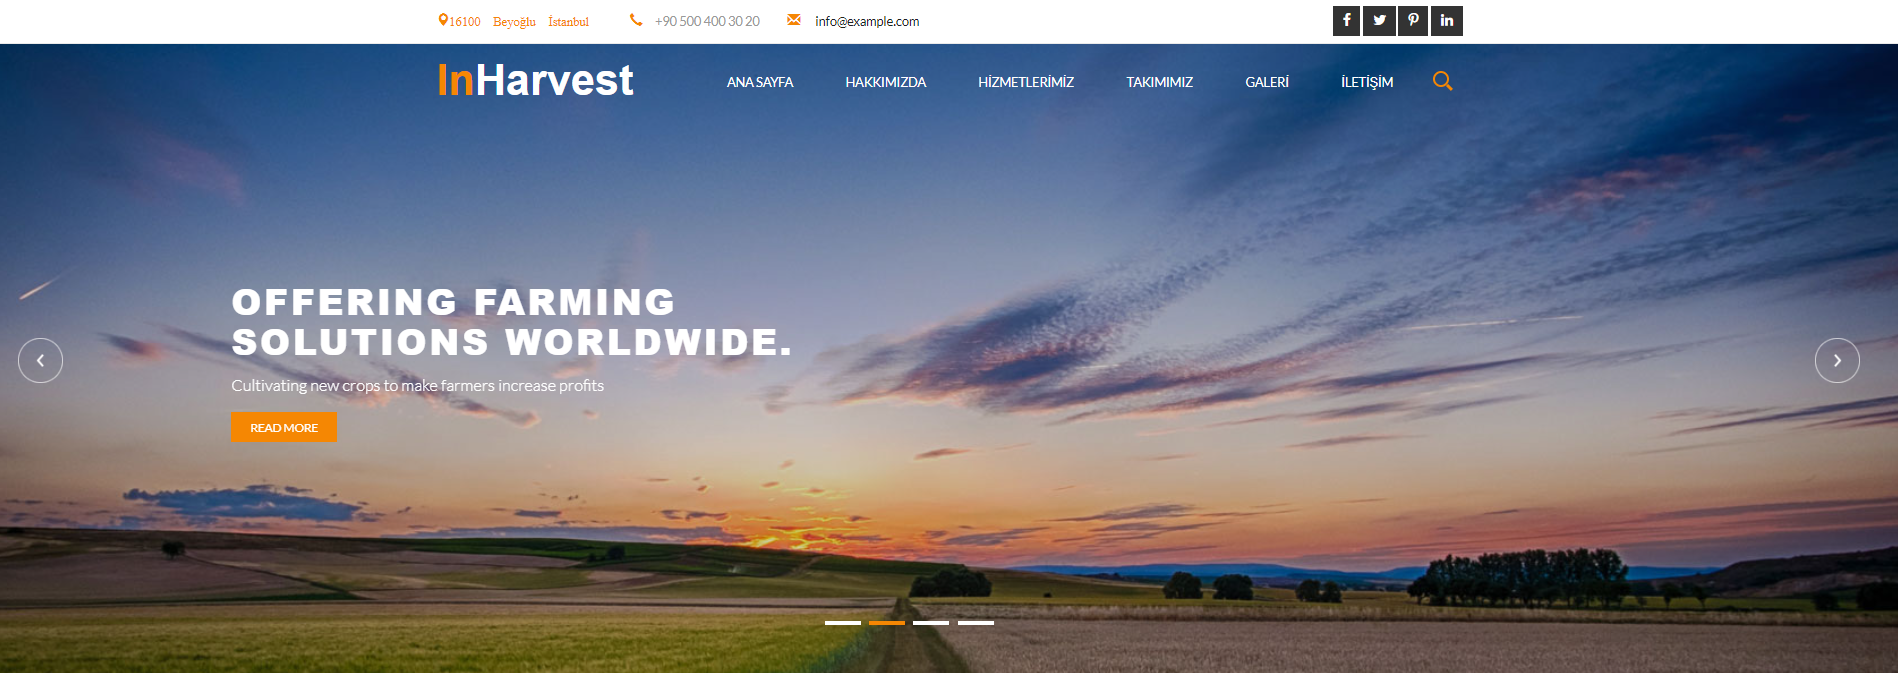 16100 Beyoğlu İstanbul +90 500 400 30 20 info@example.com
InHarvest ANA SAYFA HAKKIMIZDA HİZMETLERİMİZ TAKIMIMIZ GALERİ İLETİŞİM
OFFERING FARMING
SOLUTIONS WORLDWIDE.
Cultivating new crops to make farmers increase profits
READ MORE